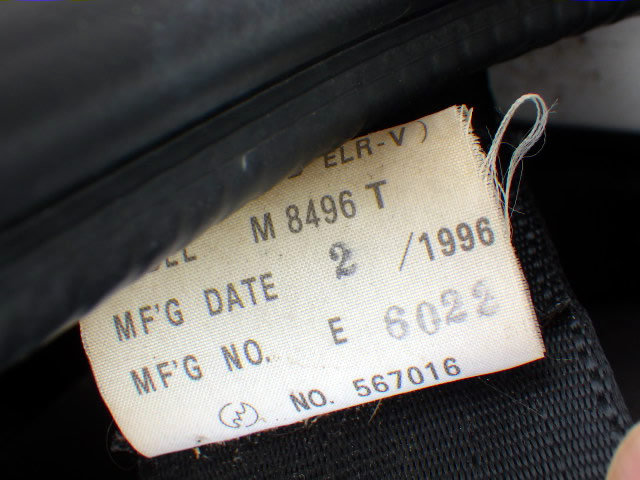 ELR-V)
M 8496 T
MF'G DATE 2 /1996
MF'G NO. E 6022
NO. 567016